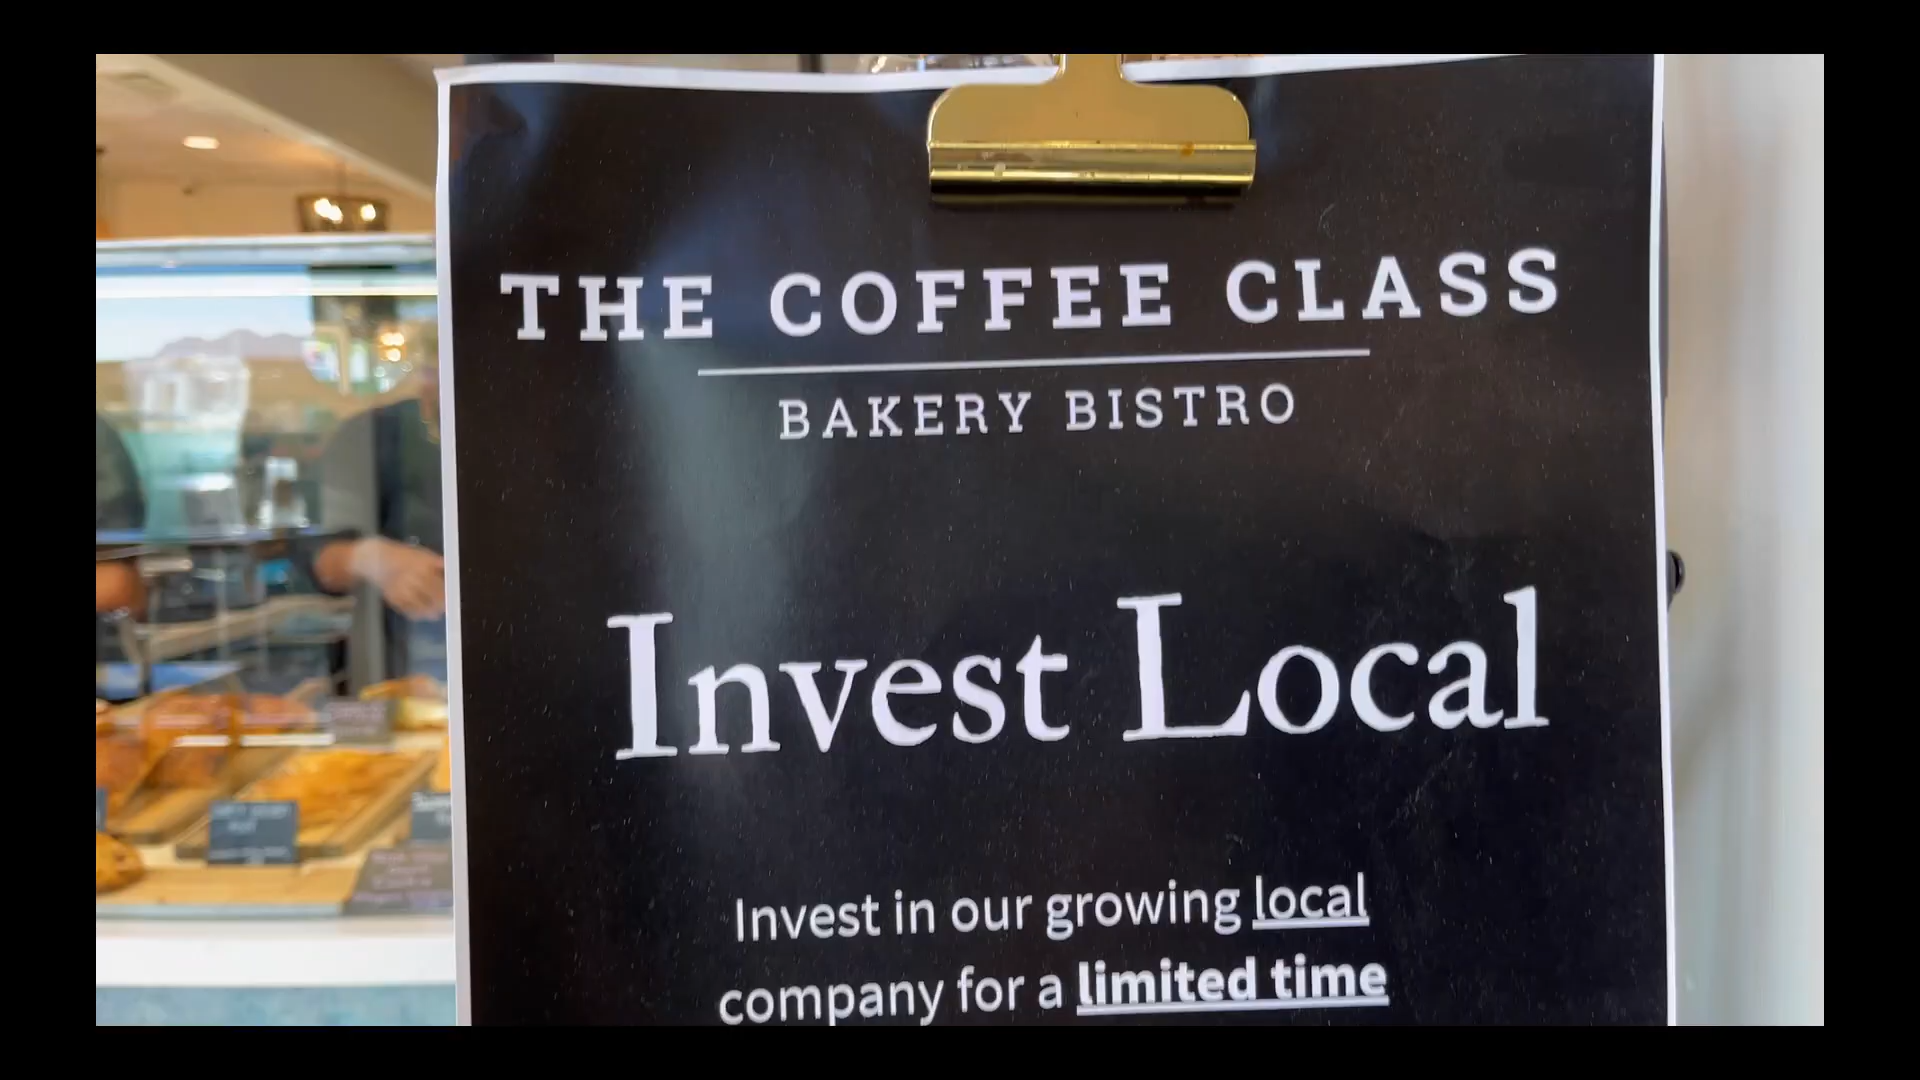 THE COFFEE CLASS
BAKERY BISTRO
Invest Local
Invest in our growing local
company for a limited time